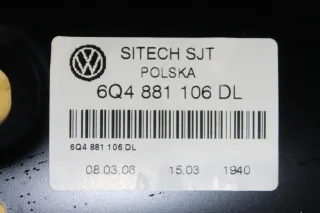 SITECH SJT
POLSKA
6Q4 881 106 DL
6Q4 881 106 DL
08.03.06 15.03 1940